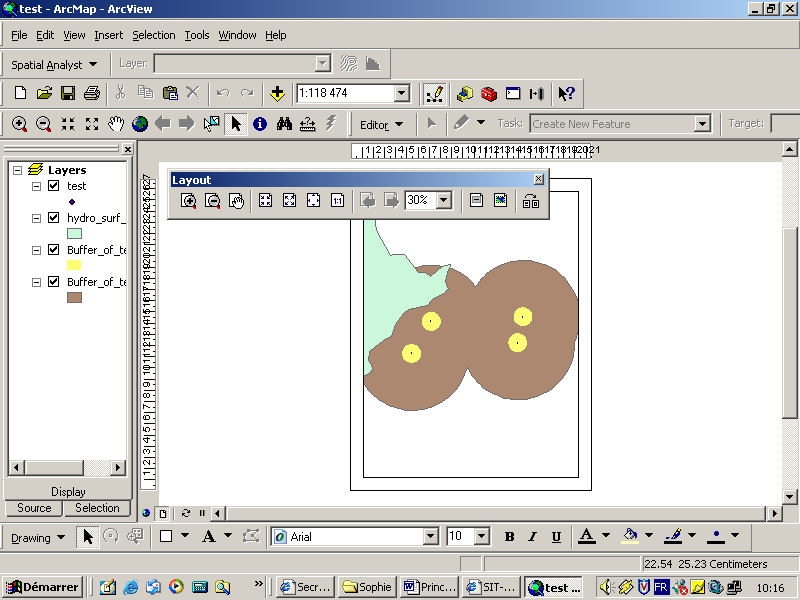 test - ArcMap - ArcView
File Edit View Insert Selection Tools Window Help
Spatial Analyst Layer:
1:118 474
Editor Task: Create New Feature Target:
Layers
test
hydro_surf_
Buffer_of_te
Buffer_of_te
Layout
1:1 30%
Display
Source Selection
Drawing A Arial 10 B I U A
22.54 25.23 Centimeters
Démarrer » Secr... Sophie Princ... SIT-... test ... FR 10:16